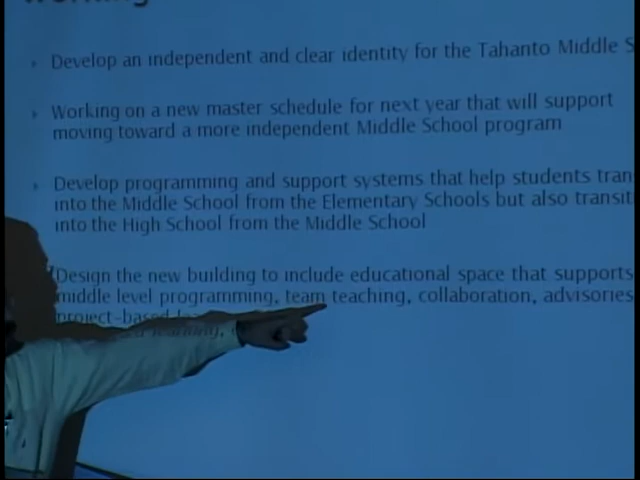 Develop an independent and clear identity for the Tahanto Middle S
Working on a new master schedule for next year that will support
moving toward a more independent Middle School program
Develop programming and support systems that help students tran
into the Middle School from the Elementary Schools but also transit
into the High School from the Middle School
Design the new building to include educational space that supports
middle level programming, team teaching, collaboration, advisories
project-based learning,